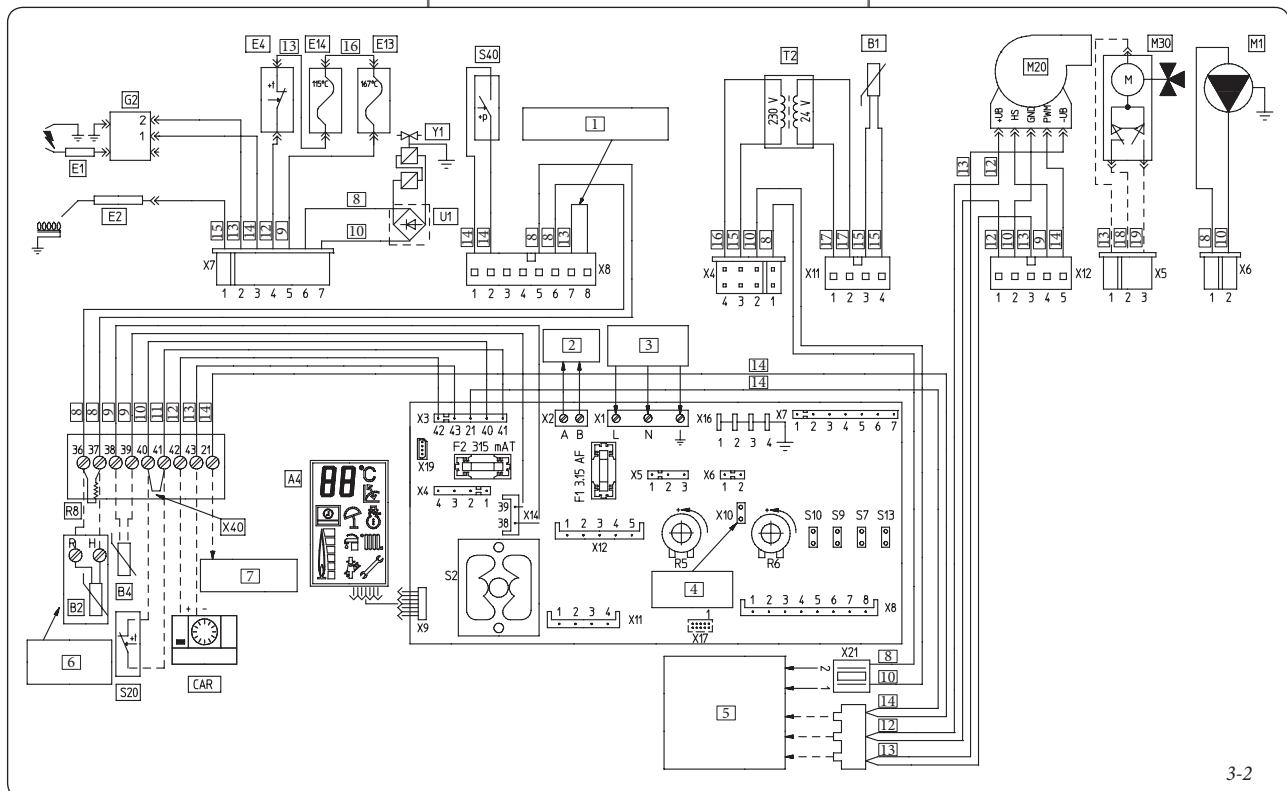 E4 13 E14 16 E13 S40 T2 B1 M20 M30 M1
G2
2
1
+t 115°C 167°C
+p
230 V 24 V
M
Y1
1
E1
+UB HS GND PWM -UB
E2
U1
8
10
13 12
15 13 14 12 9
14 14
8 8 13
16 15 10 8
17 17 15 15
12 10 13 9 14
13 18 19
8 10
X7 X8 X4 X11 X12 X5 X6
1 2 3 4 5 6 7
1 2 3 4 5 6 7 8
4 3 2 1
1 2 3 4
1 2 3 4 5
1 2 3
1 2
2 3
14
14
8 8 9 9 10 11 12 13 14
36 37 38 39 40 41 42 43 21
R8
X40
R H
B2
B4
6
S20
+t
+ -
CAR
7
A4
88°C
X3
42 43 21 40 41
X2
A B
X1
L N
X16
1 2 3 4
X7
1 2 3 4 5 6 7
X19
F2 315 mAT
F1 3.15 AF
X4
4 3 2 1
X14
39
38
X5
1 2 3
X6
1 2
X12
1 2 3 4 5
R5
+
X10
R6
+
S10 S9 S7 S13
S2
4
X9
X11
1 2 3 4
X17
1
X8
1 2 3 4 5 6 7 8
5
X21
2
1
8
10
14
12
13
3-2